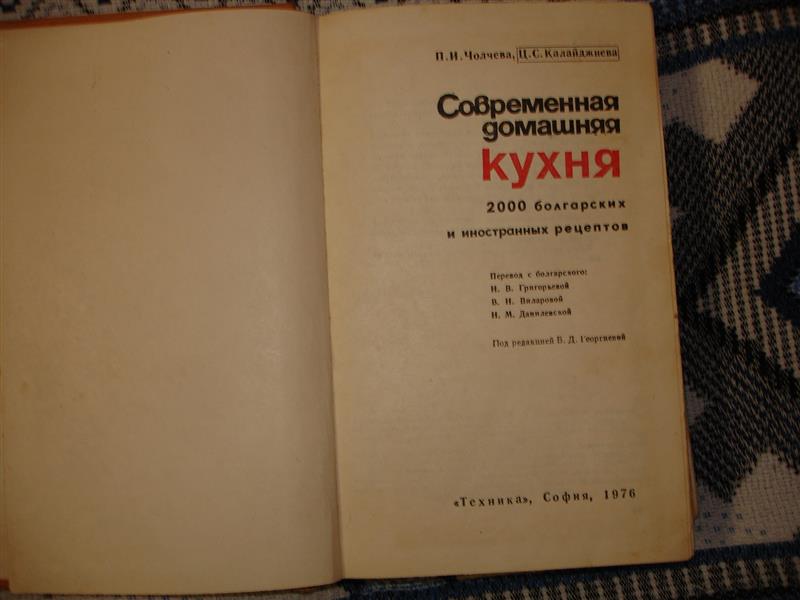 П.И.Чолчева, Ц.С.Калайджиева
Современная
домашняя
кухня
2000 болгарских
и иностранных рецептов
Перевод с болгарского:
Н. В. Григорьевой
В. Н. Виларовой
Н. М. Данилевской
Под редакцией В. Д. Георгиевой
«Техника», София, 1976